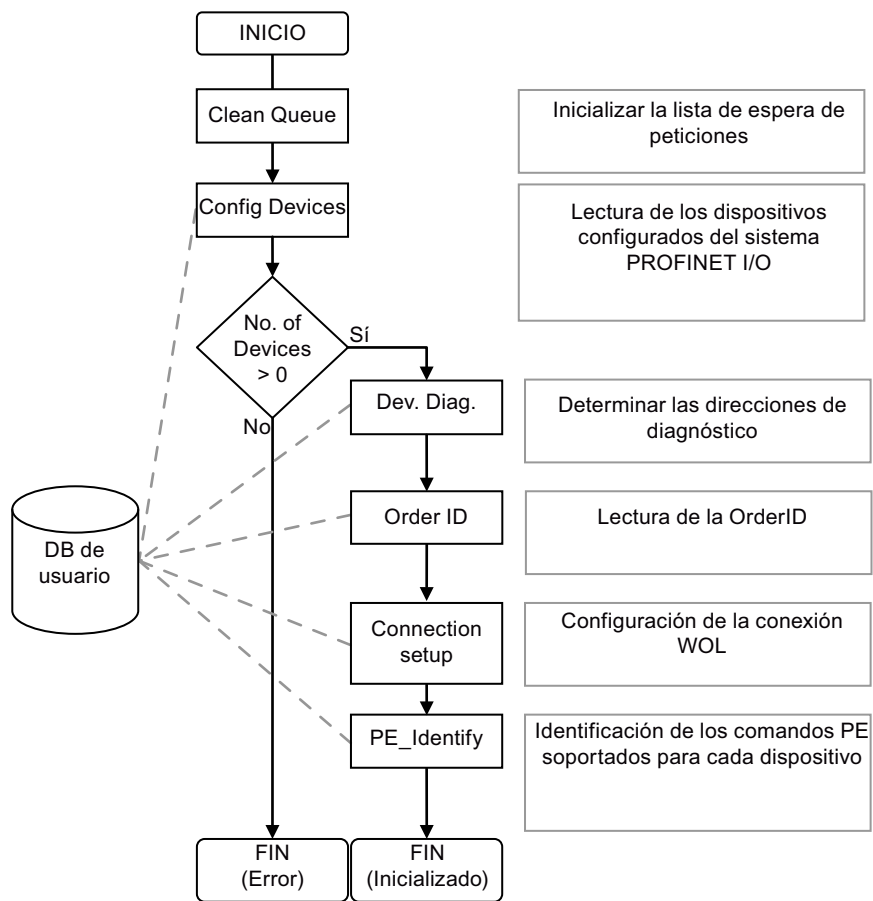 INICIO
Clean Queue
Inicializar la lista de espera de
peticiones
Config Devices
Lectura de los dispositivos
configurados del sistema
PROFINET I/O
No. of
Devices
> 0
Sí
No
Dev. Diag.
Determinar las direcciones de
diagnóstico
Order ID
Lectura de la OrderID
DB de
usuario
Connection
setup
Configuración de la conexión
WOL
PE_Identify
Identificación de los comandos PE
soportados para cada dispositivo
FIN
(Error)
FIN
(Inicializado)